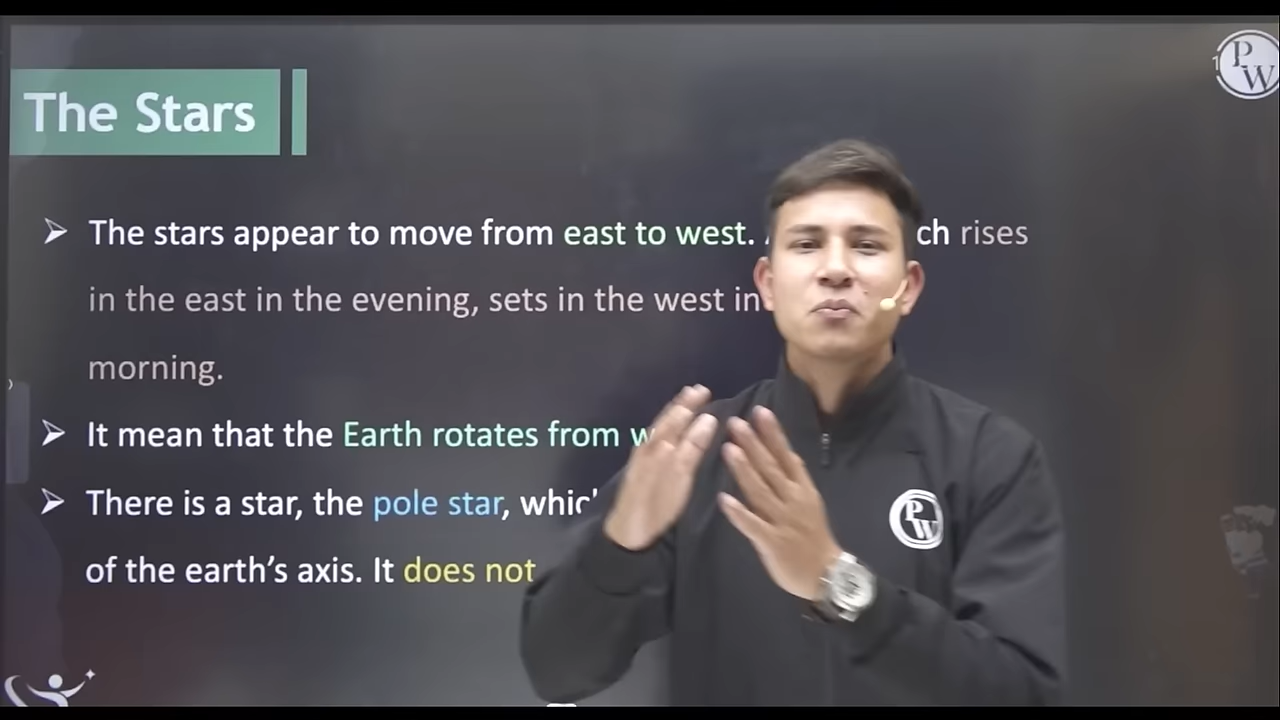 The Stars
PW
The stars appear to move from east to west. ch rises
in the east in the evening, sets in the west in
morning.
It mean that the Earth rotates from
There is a star, the pole star,
of the earth's axis. It does not
PW